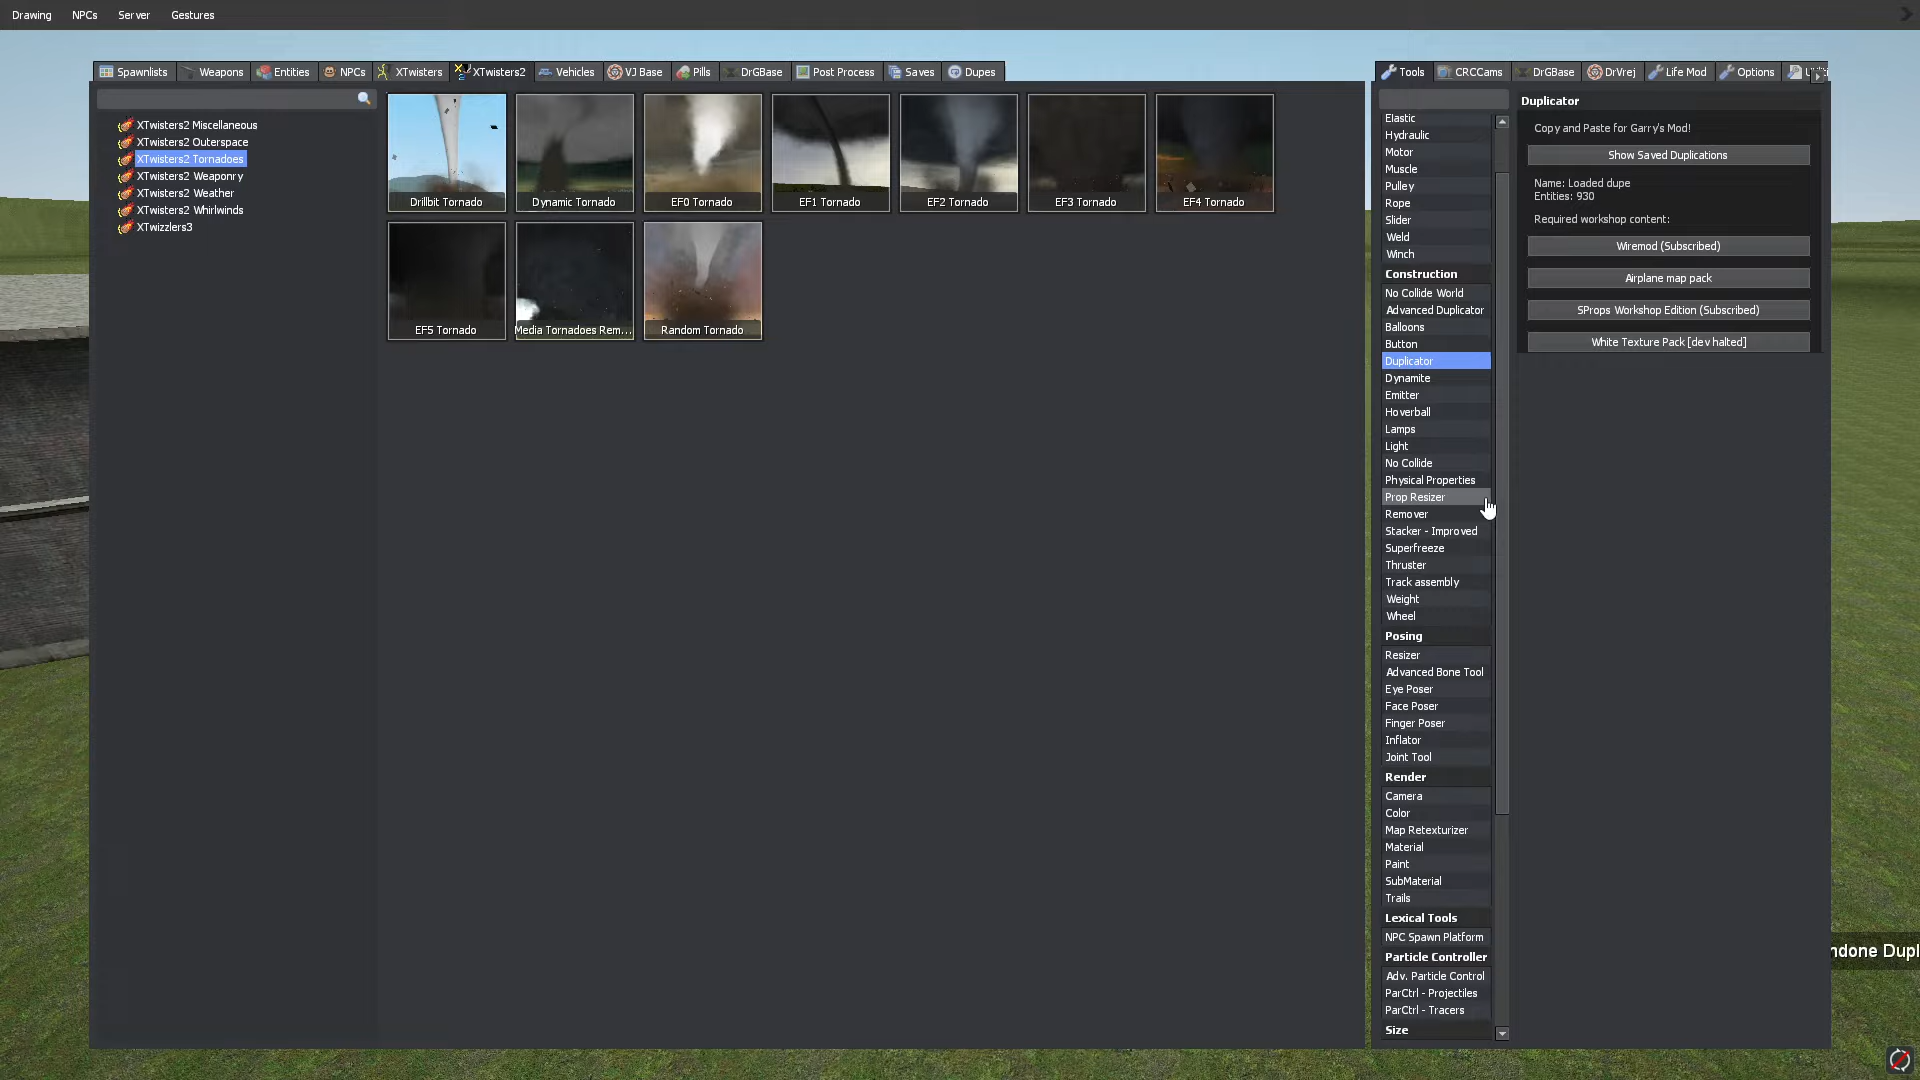 Drawing NPCs Server Gestures
Spawnlists Weapons Entities NPCs XTwisters XTwisters2 Vehicles VJ Base Pills DrGBase Post Process Saves Dupes
XTwisters2 Miscellaneous
XTwisters2 Outerspace
XTwisters2 Tornadoes
XTwisters2 Weaponry
XTwisters2 Weather
XTwisters2 Whirlwinds
XTwizzlers3
Drillbit Tornado Dynamic Tornado EF0 Tornado EF1 Tornado EF2 Tornado EF3 Tornado EF4 Tornado
EF5 Tornado Media Tornadoes Rem... Random Tornado
Tools CRCCams DrGBase DrVrej Life Mod Options
Elastic
Hydraulic
Motor
Muscle
Pulley
Rope
Slider
Weld
Winch
Construction
No Collide World
Advanced Duplicator
Balloons
Button
Duplicator
Dynamite
Emitter
Hoverball
Lamps
Light
No Collide
Physical Properties
Prop Resizer
Remover
Stacker - Improved
Superfreeze
Thruster
Track assembly
Weight
Wheel
Posing
Resizer
Advanced Bone Tool
Eye Poser
Face Poser
Finger Poser
Inflator
Joint Tool
Render
Camera
Color
Map Retexturizer
Material
Paint
SubMaterial
Trails
Lexical Tools
NPC Spawn Platform
Particle Controller
Adv. Particle Control
ParCtrl - Projectiles
ParCtrl - Tracers
Size
Duplicator
Copy and Paste for Garry's Mod!
Show Saved Duplications
Name: Loaded dupe
Entities: 930
Required workshop content:
Wiremod (Subscribed)
Airplane map pack
SProps Workshop Edition (Subscribed)
White Texture Pack [dev halted]
ndone Dupl